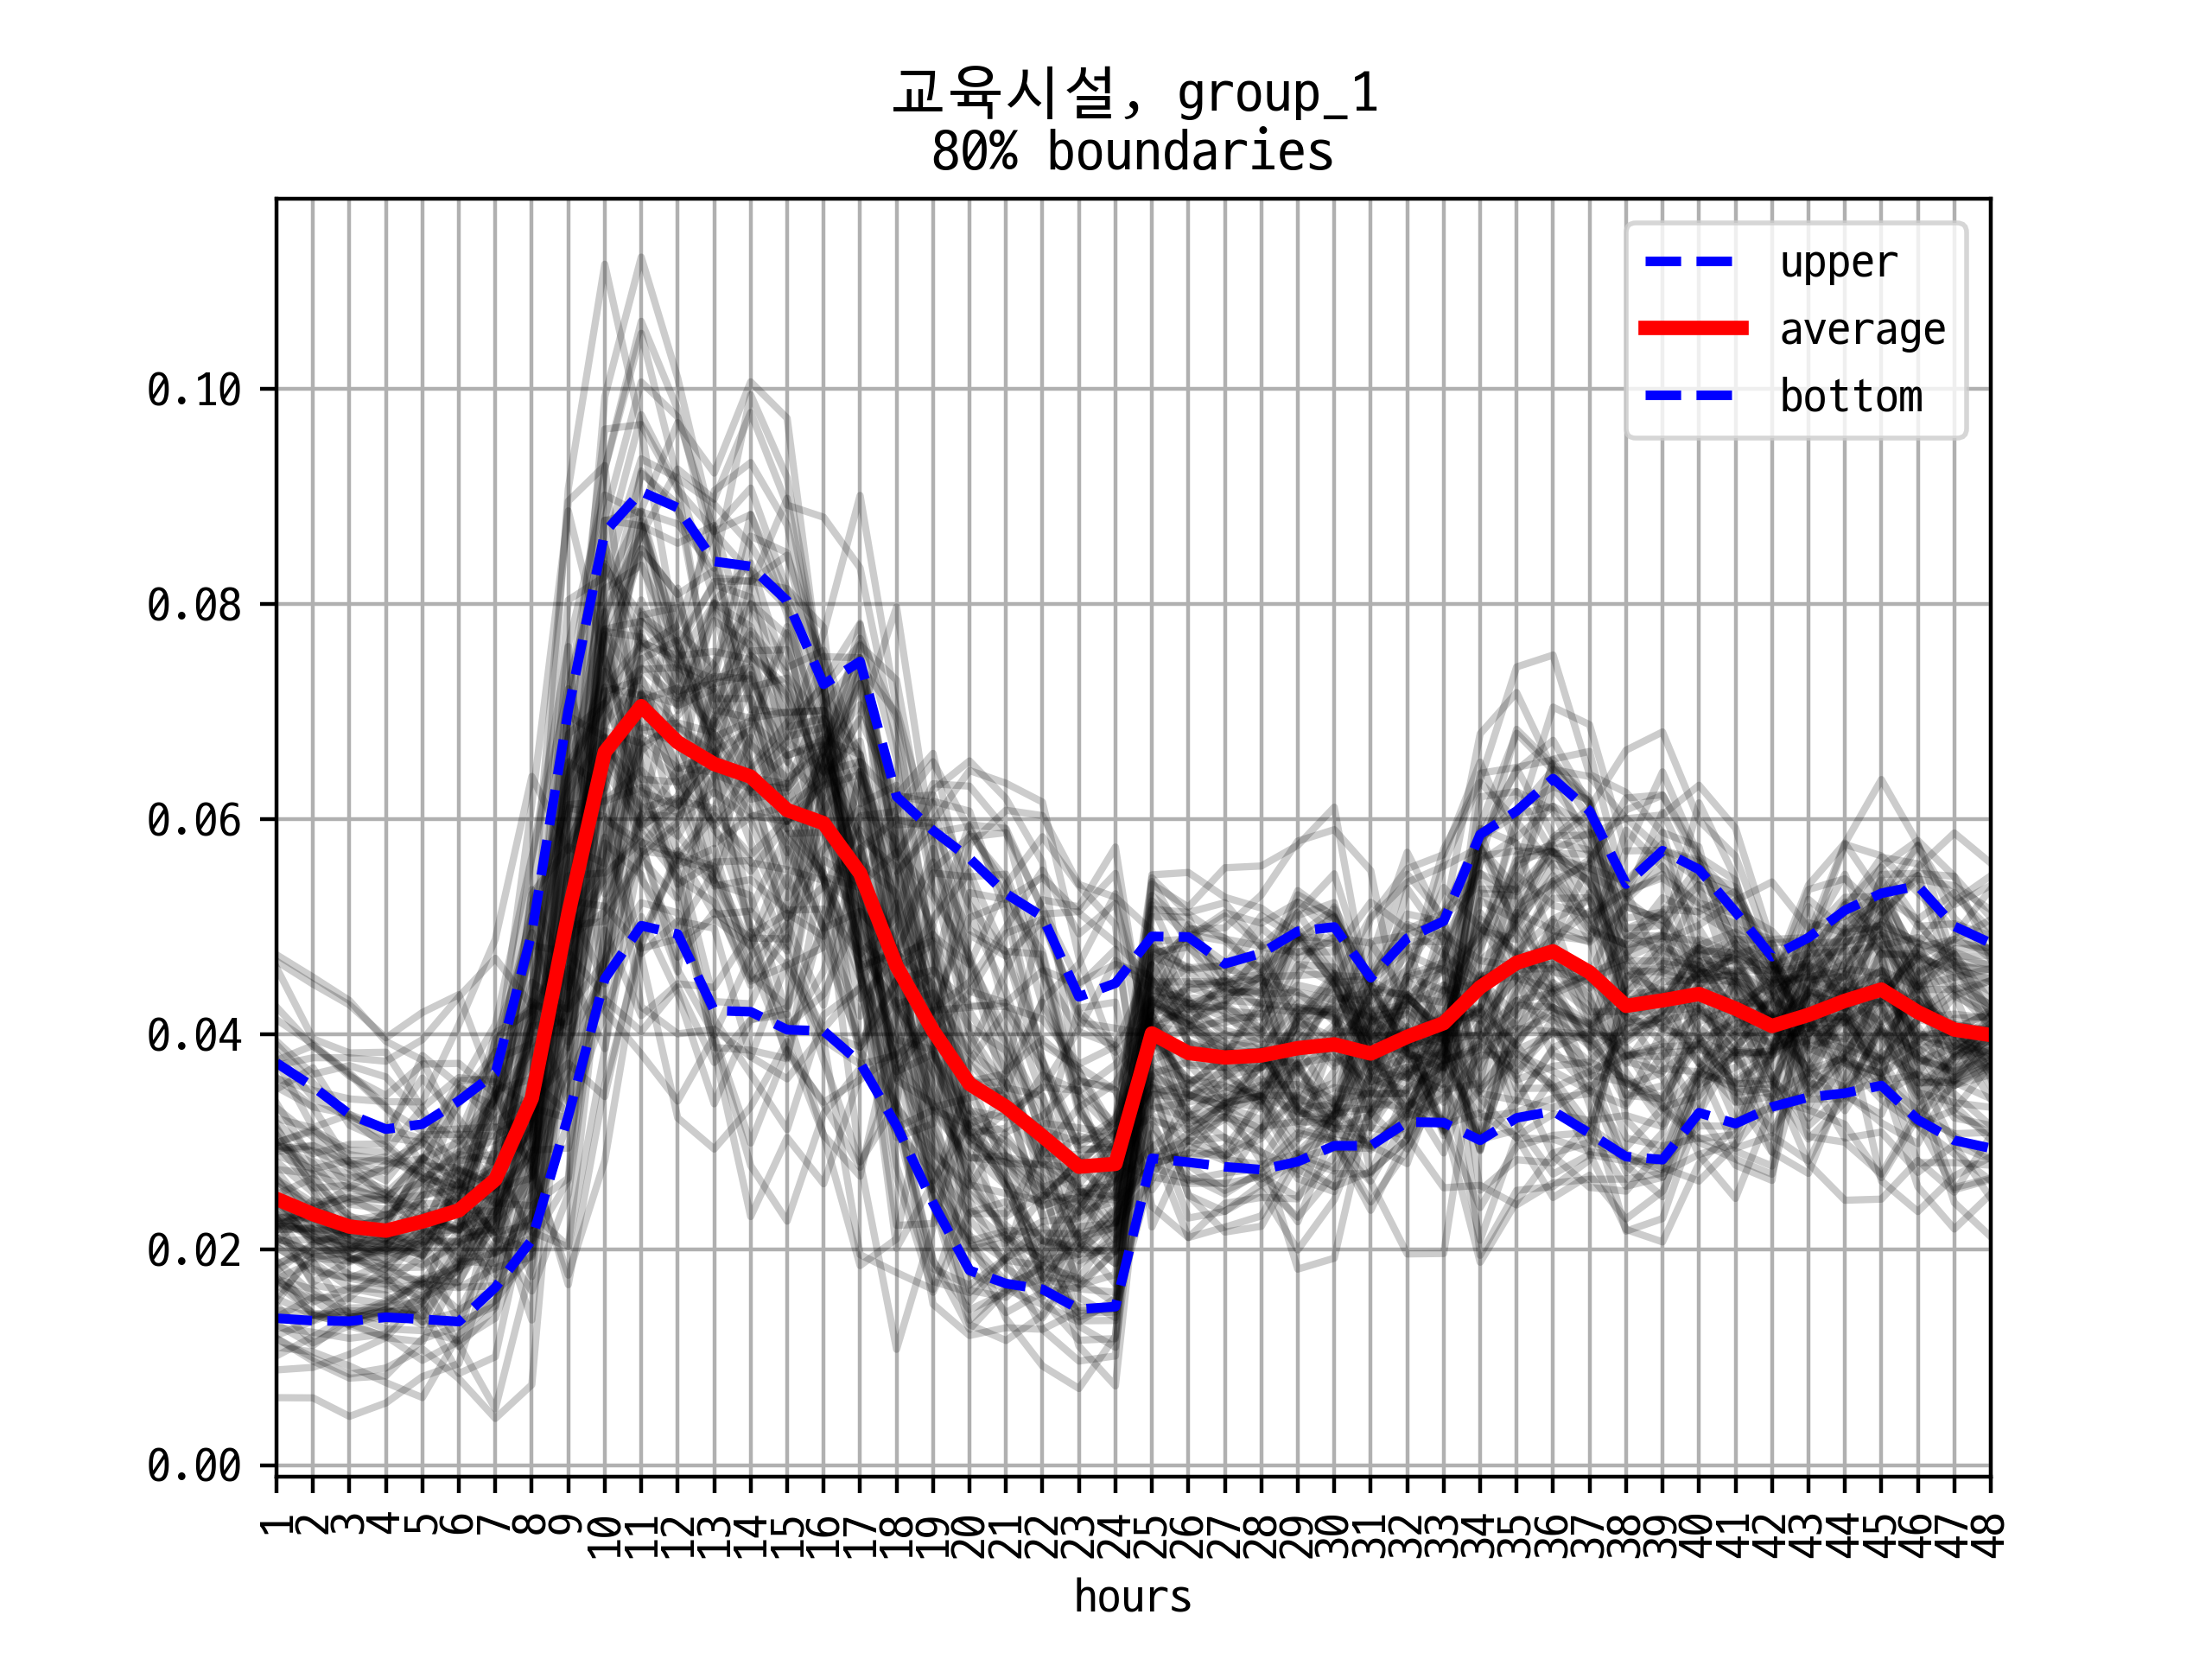 교육시설, group_1
80% boundaries
upper
average
bottom
0.10
0.08
0.06
0.04
0.02
0.00
1 2 3 4 5 6 7 8 9 10 11 12 13 14 15 16 17 18 19 20 21 22 23 24 25 26 27 28 29 30 31 32 33 34 35 36 37 38 39 40 41 42 43 44 45 46 47 48
hours